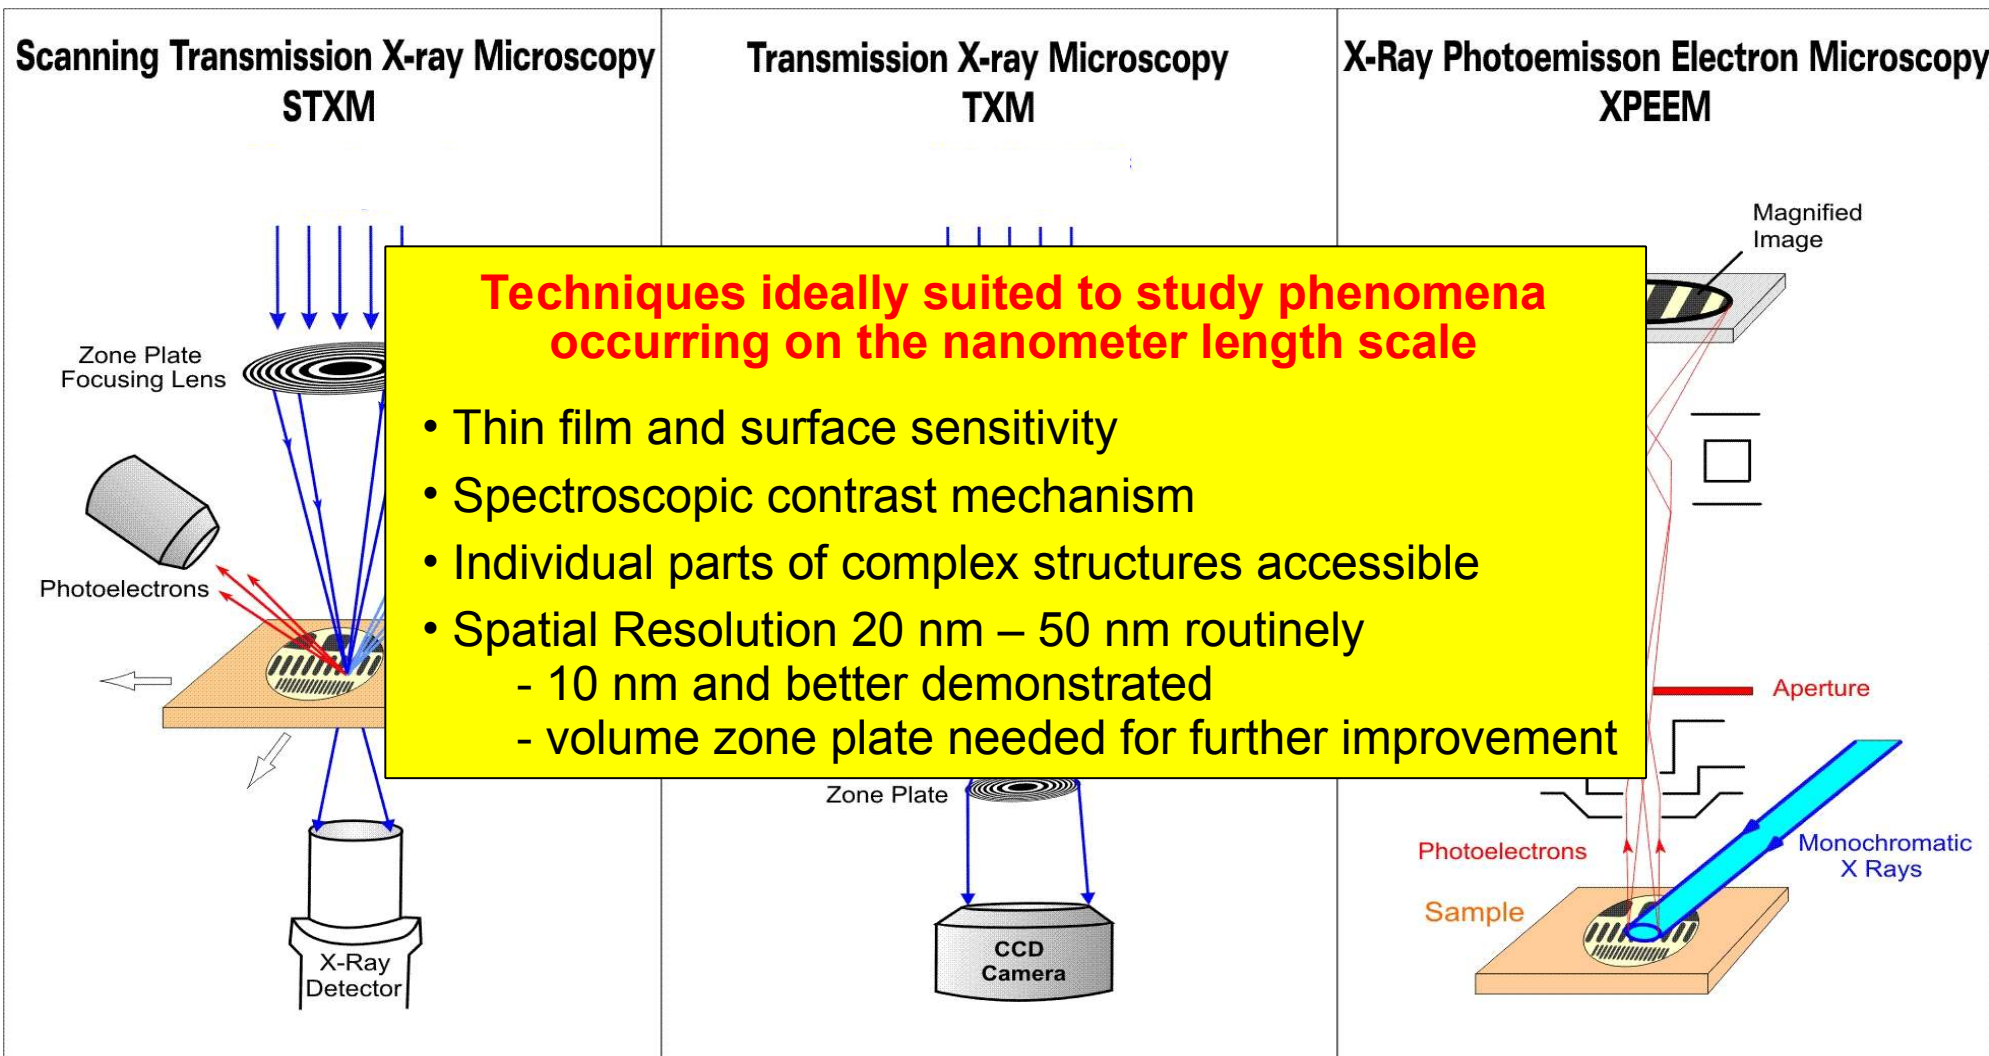 Scanning Transmission X-ray Microscopy
STXM
Zone Plate
Focusing Lens
Photoelectrons
X-Ray
Detector
Transmission X-ray Microscopy
TXM
Techniques ideally suited to study phenomena
occurring on the nanometer length scale
• Thin film and surface sensitivity
• Spectroscopic contrast mechanism
• Individual parts of complex structures accessible
• Spatial Resolution 20 nm – 50 nm routinely
- 10 nm and better demonstrated
- volume zone plate needed for further improvement
Zone Plate
CCD
Camera
X-Ray Photoemisson Electron Microscopy
XPEEM
Magnified
Image
Aperture
Photoelectrons
Monochromatic
X Rays
Sample